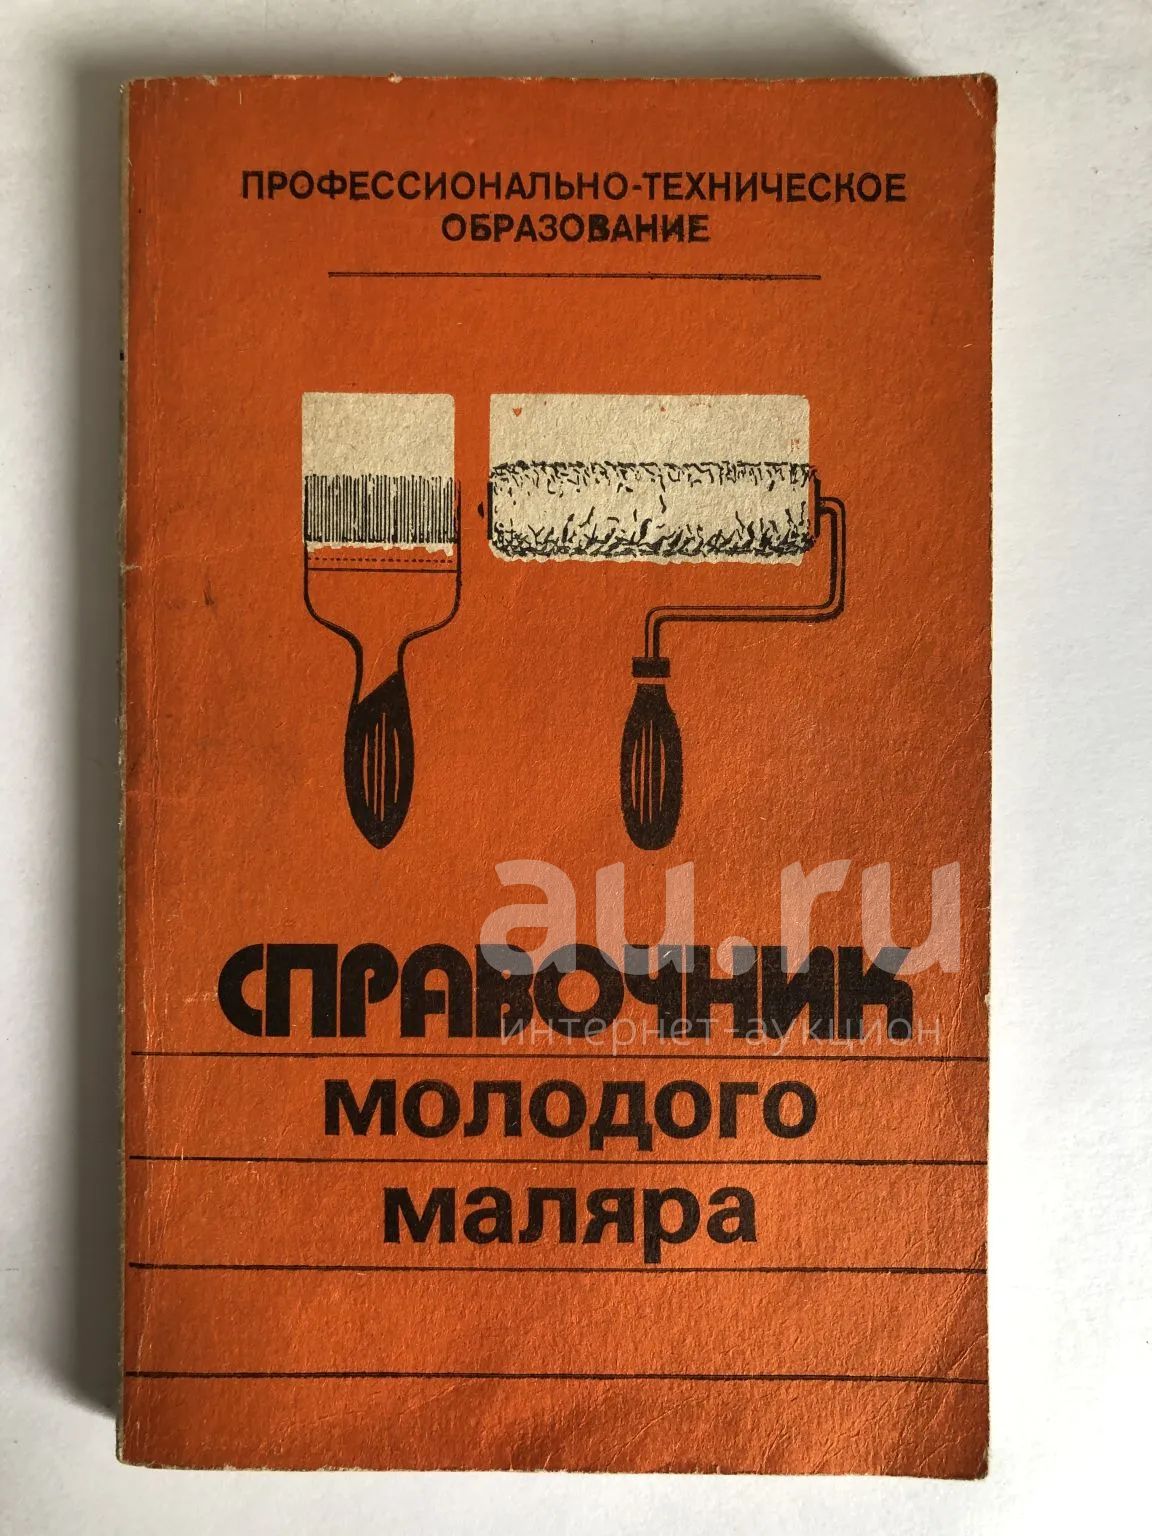 ПРОФЕССИОНАЛЬНО-ТЕХНИЧЕСКОЕ
ОБРАЗОВАНИЕ
au.ru
СПРАВОЧНИК
интернет-аукцион
молодого
маляра